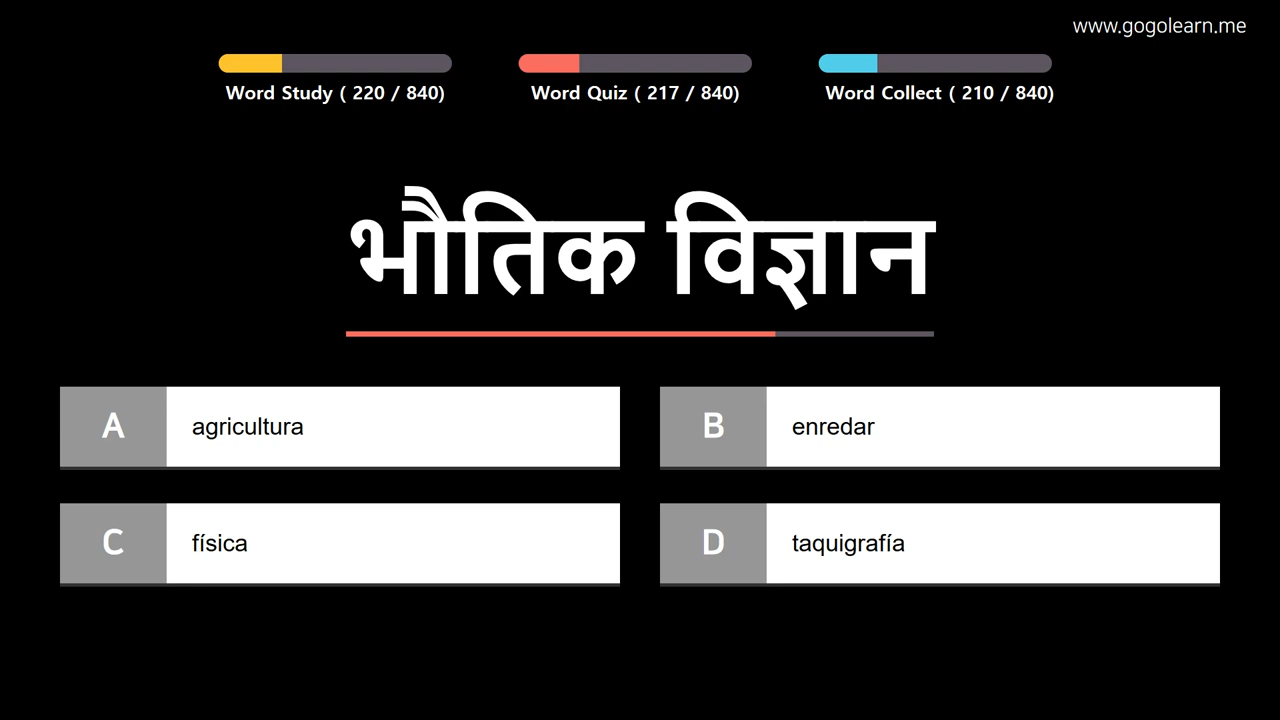 www.gogolearn.me
Word Study ( 220 / 840)
Word Quiz ( 217 / 840)
Word Collect ( 210 / 840)
भौतिक विज्ञान
A agricultura
B enredar
C física
D taquigrafía